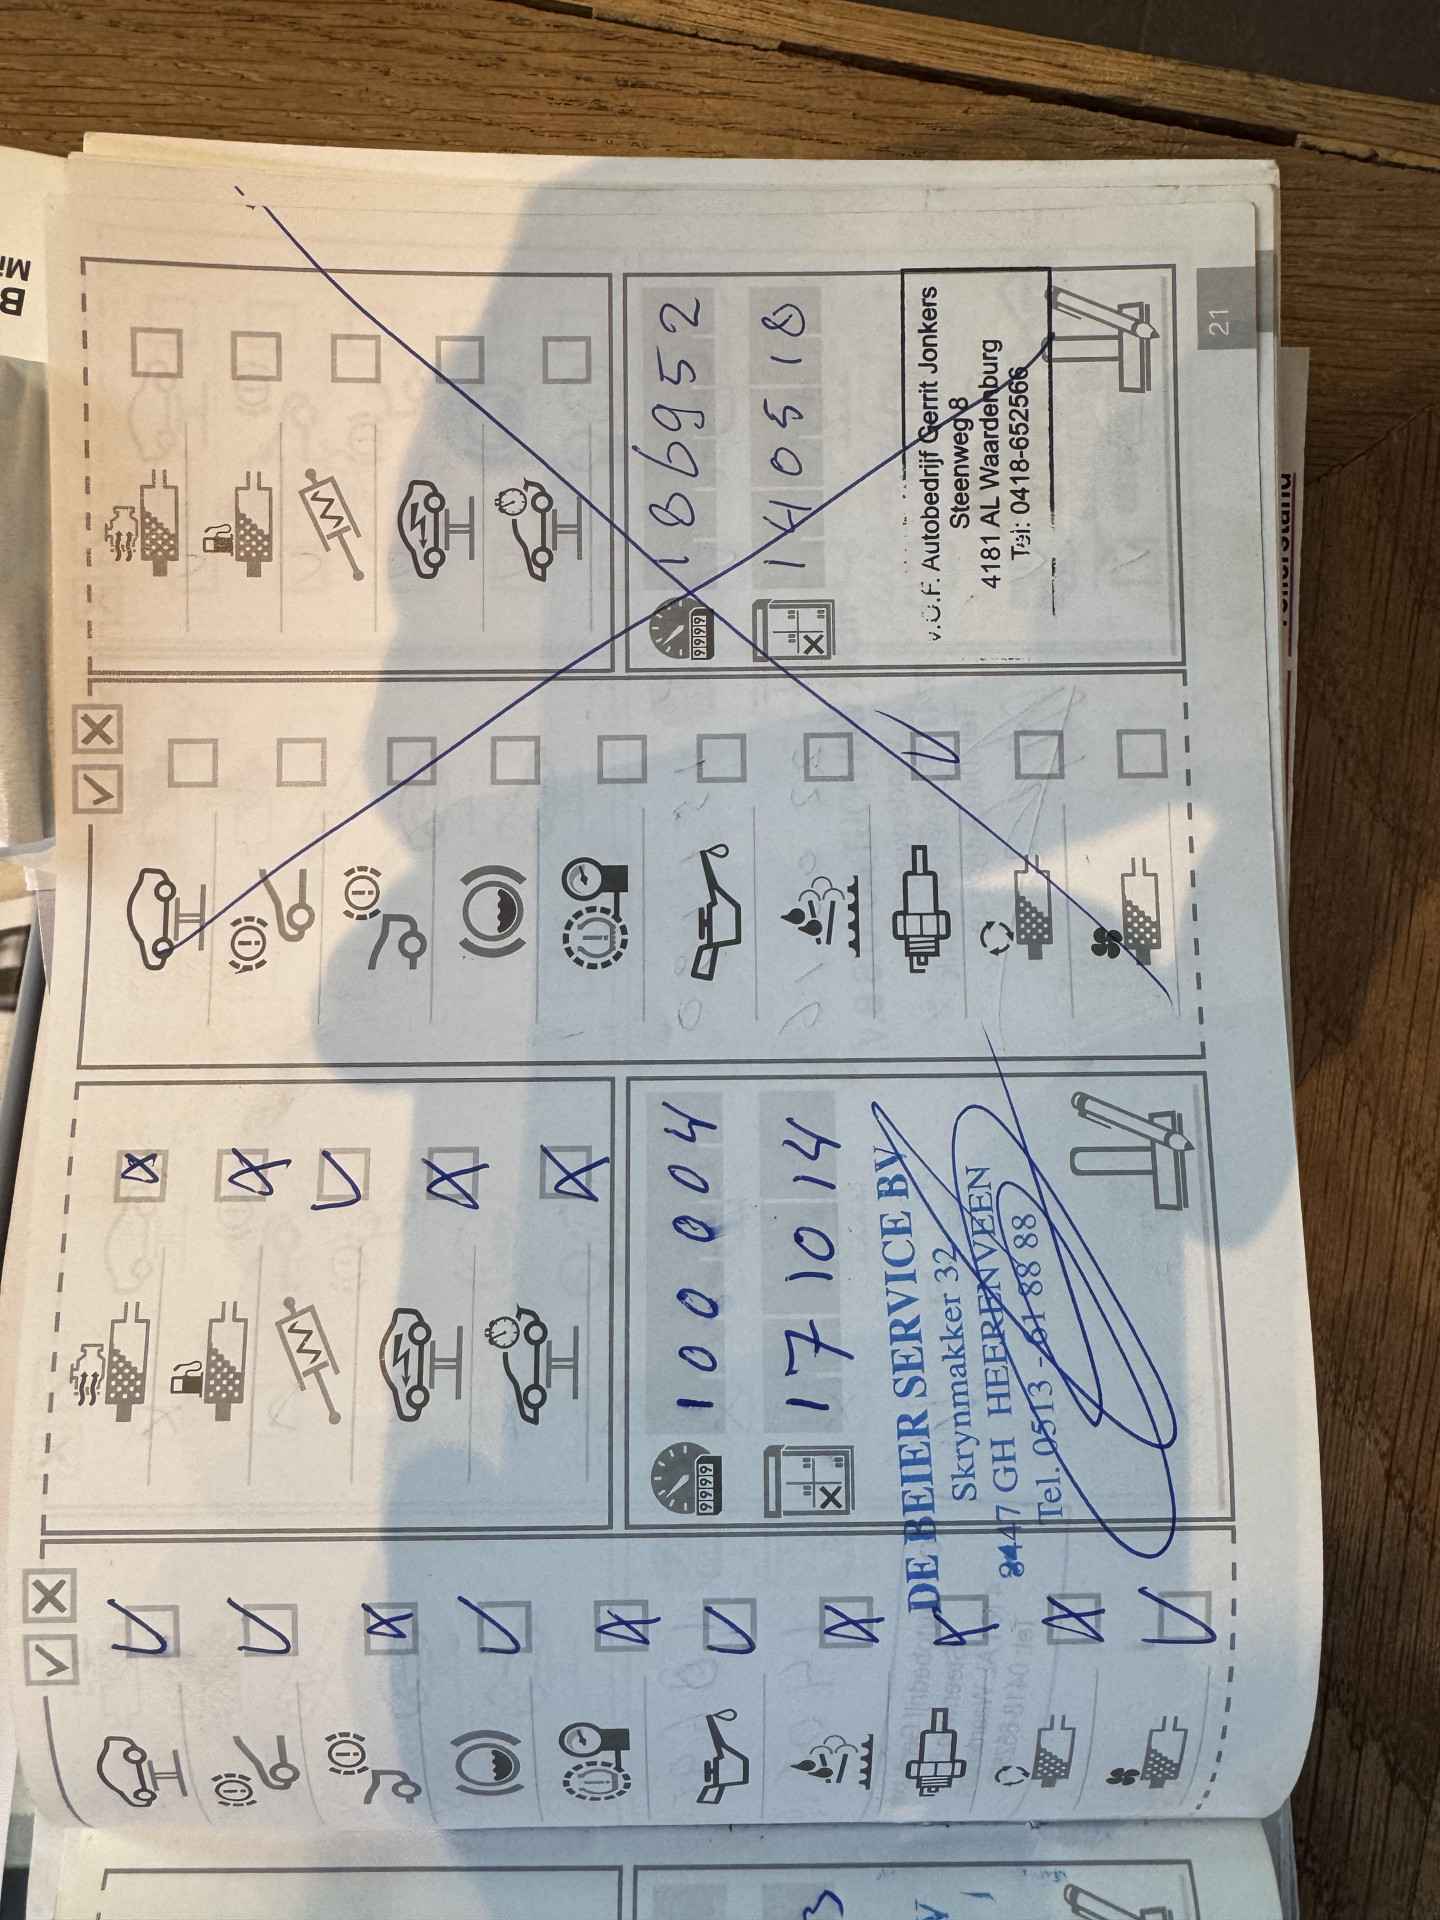 100004
171014
DE BEIER SERVICE BV
Skrynmakker 32
8447 GH HEERENVEEN
Tel. 0513 - 61 88 88
186952
140518
V.O.F. Autobedrijf Gerrit Jonkers
Steenweg 8
4181 AL Waardenburg
Tel: 0418-652566
21